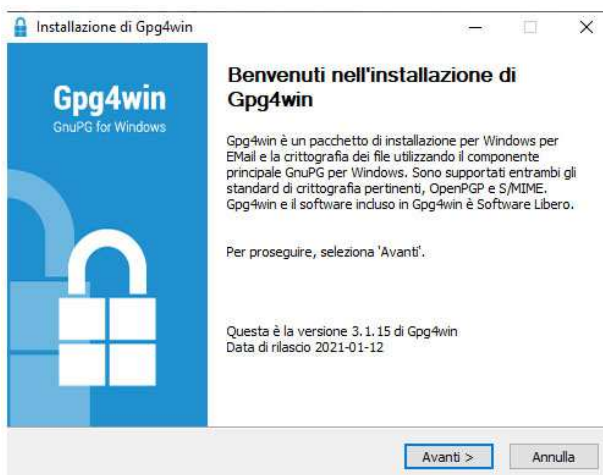 Installazione di Gpg4win
Gpg4win
GnuPG for Windows
Benvenuti nell'installazione di
Gpg4win
Gpg4win è un pacchetto di installazione per Windows per
EMail e la crittografia dei file utilizzando il componente
principale GnuPG per Windows. Sono supportati entrambi gli
standard di crittografia pertinenti, OpenPGP e S/MIME.
Gpg4win e il software incluso in Gpg4win è Software Libero.
Per proseguire, seleziona 'Avanti'.
Questa è la versione 3.1.15 di Gpg4win
Data di rilascio 2021-01-12
Avanti >
Annulla